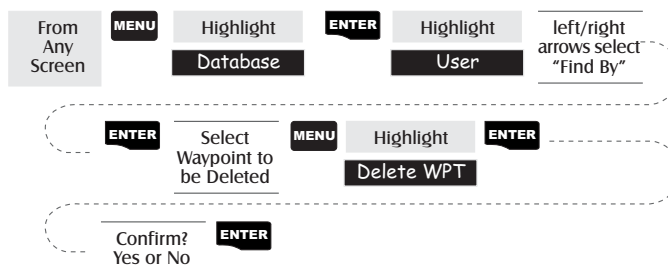 From
Any
Screen
MENU
Highlight
Database
ENTER
Highlight
User
left/right
arrows select
“Find By”
ENTER
Select
Waypoint to
be Deleted
MENU
Highlight
Delete WPT
ENTER
Confirm?
Yes or No
ENTER